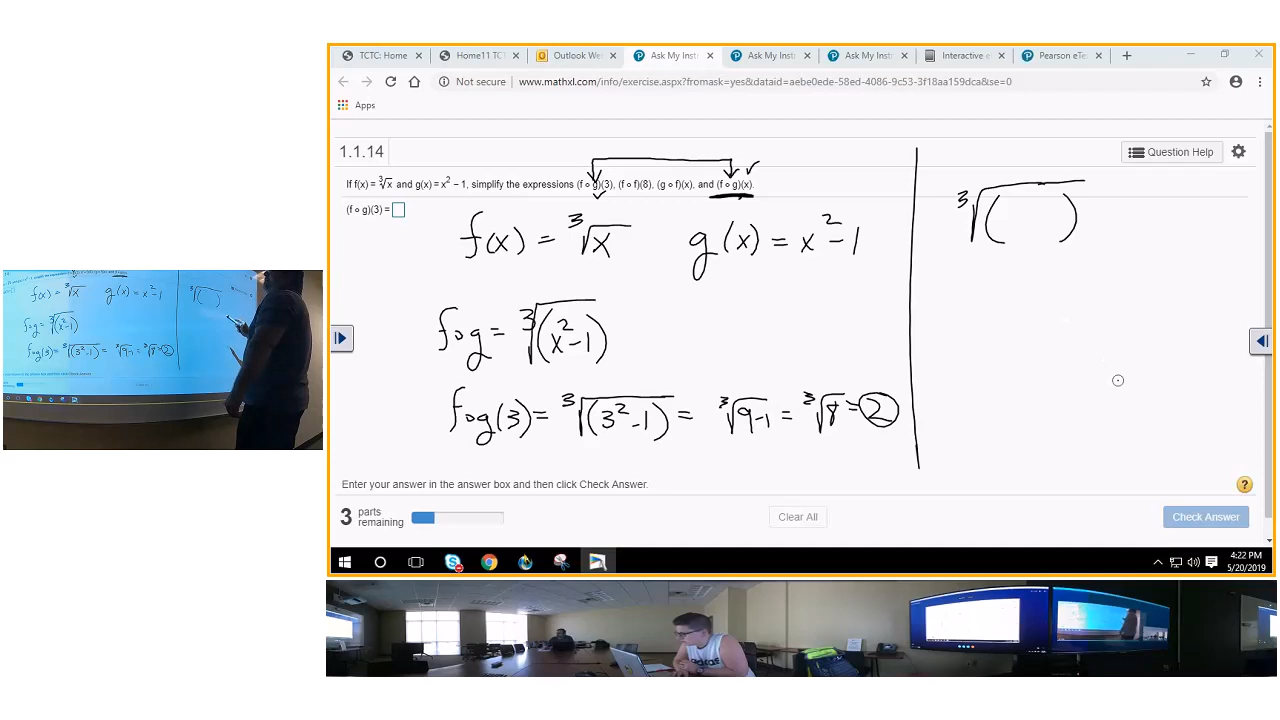 TCTC: Home
Home11 TCT
Outlook We
Ask My Inst
Ask My Inst
Ask My Inst
Interactive e
Pearson eTe
Not secure www.mathxl.com/info/exercise.aspx?fromask=yes&dataid=aebe0ede-58ed-4086-9c53-3f18aa159dca&se=0
Apps
1.1.14
Question Help
If f(x) = ∛x and g(x) = x² − 1, simplify the expressions (f ∘ g)(3), (f ∘ f)(8), (g ∘ f)(x), and (f ∘ g)(x).
(f ∘ g)(3) =
f(x) = ∛x g(x) = x² − 1
∛( )
fog = ∛(x² − 1)
fog(3) = ∛(3² − 1) = ∛9−1 = ∛8 = 2
Enter your answer in the answer box and then click Check Answer.
3 parts remaining
Clear All
Check Answer
4:22 PM
5/20/2019